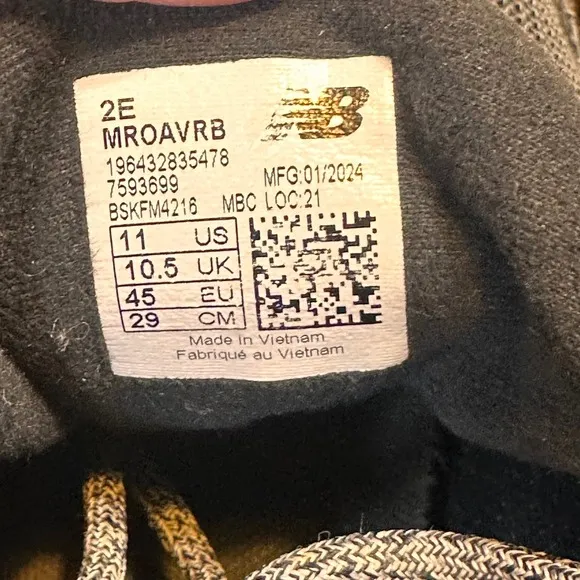 2E
MROAVRB
NB
196432835478
7593699 MFG:01/2024
BSKFM4216 MBC LOC:21
11 US
10.5 UK
45 EU
29 CM
Made in Vietnam
Fabriqué au Vietnam